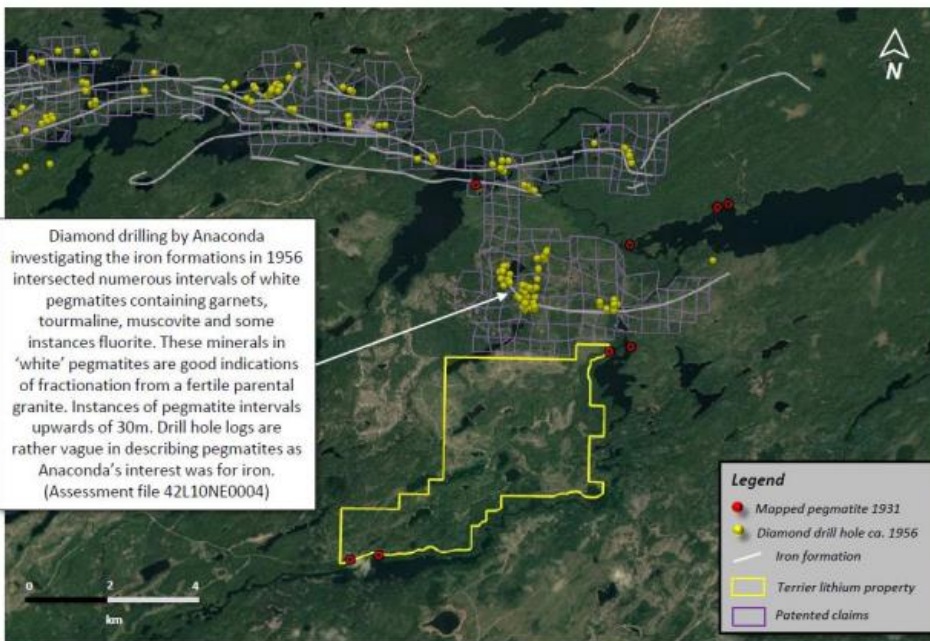 N
Diamond drilling by Anaconda
investigating the iron formations in 1956
intersected numerous intervals of white
pegmatites containing garnets,
tourmaline, muscovite and some
instances fluorite. These minerals in
‘white’ pegmatites are good indications
of fractionation from a fertile parental
granite. Instances of pegmatite intervals
upwards of 30m. Drill hole logs are
rather vague in describing pegmatites as
Anaconda’s interest was for iron.
(Assessment file 42L10NE0004)
Legend
Mapped pegmatite 1931
Diamond drill hole ca. 1956
Iron formation
Terrier lithium property
Patented claims
0 2 4
km